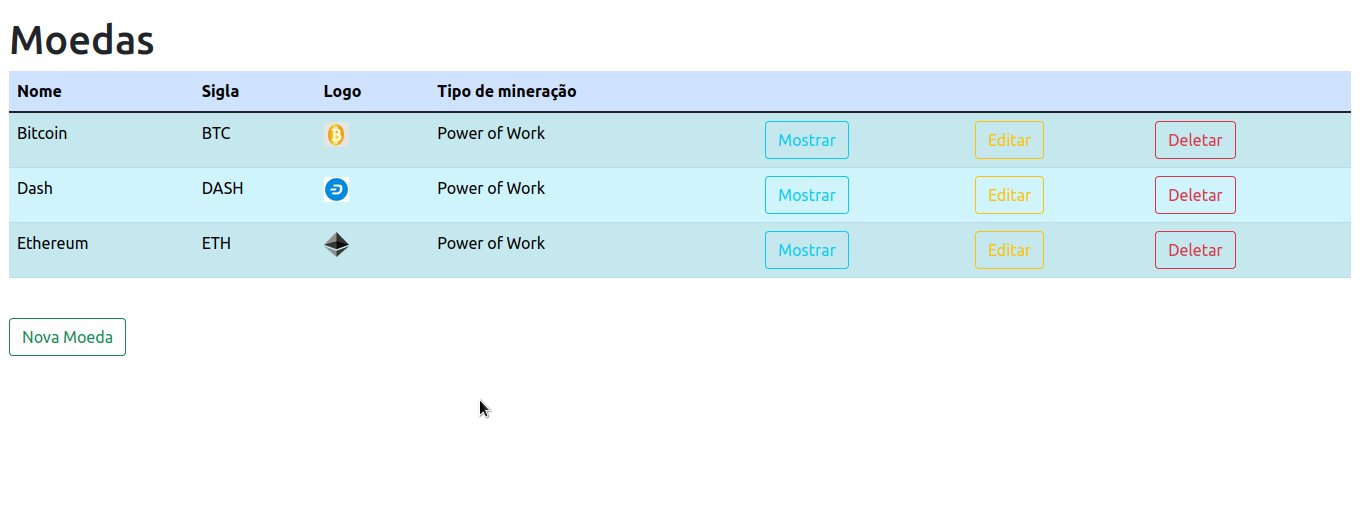 Moedas
Nome Sigla Logo Tipo de mineração
Bitcoin BTC Power of Work Mostrar Editar Deletar
Dash DASH Power of Work Mostrar Editar Deletar
Ethereum ETH Power of Work Mostrar Editar Deletar
Nova Moeda